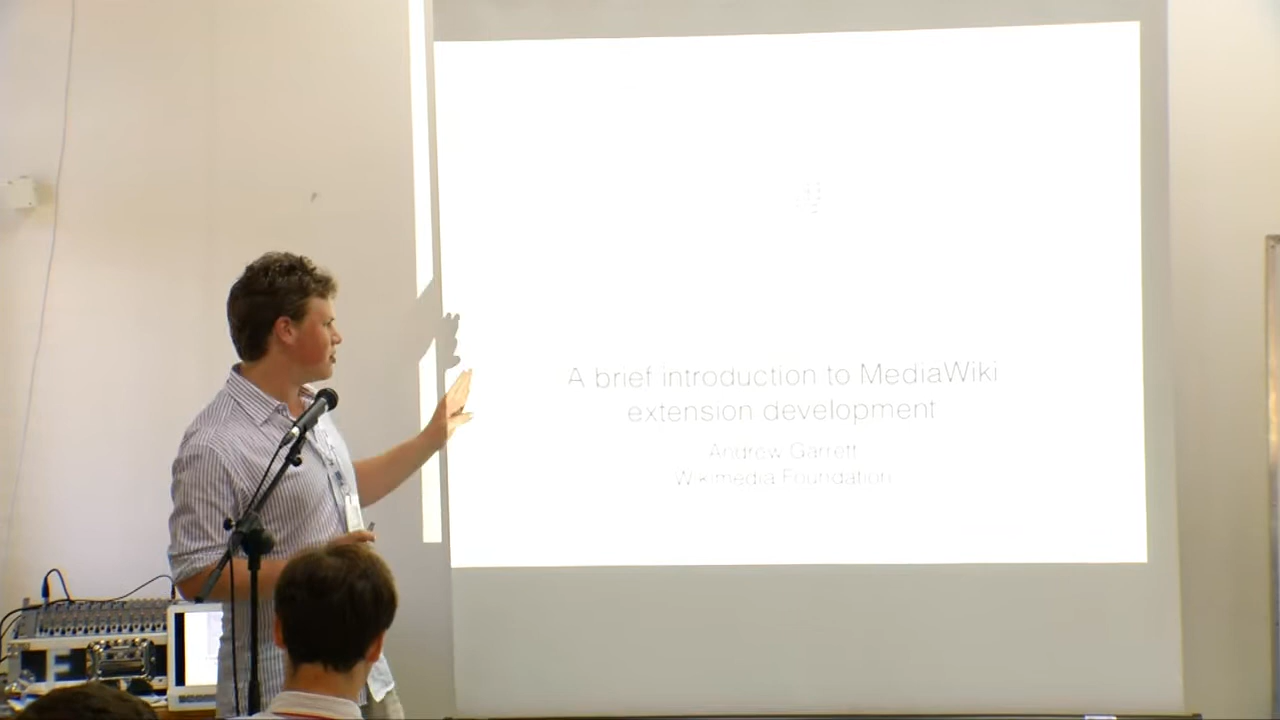 A brief introduction to MediaWiki
extension development
Andrew Garrett
Wikimedia Foundation